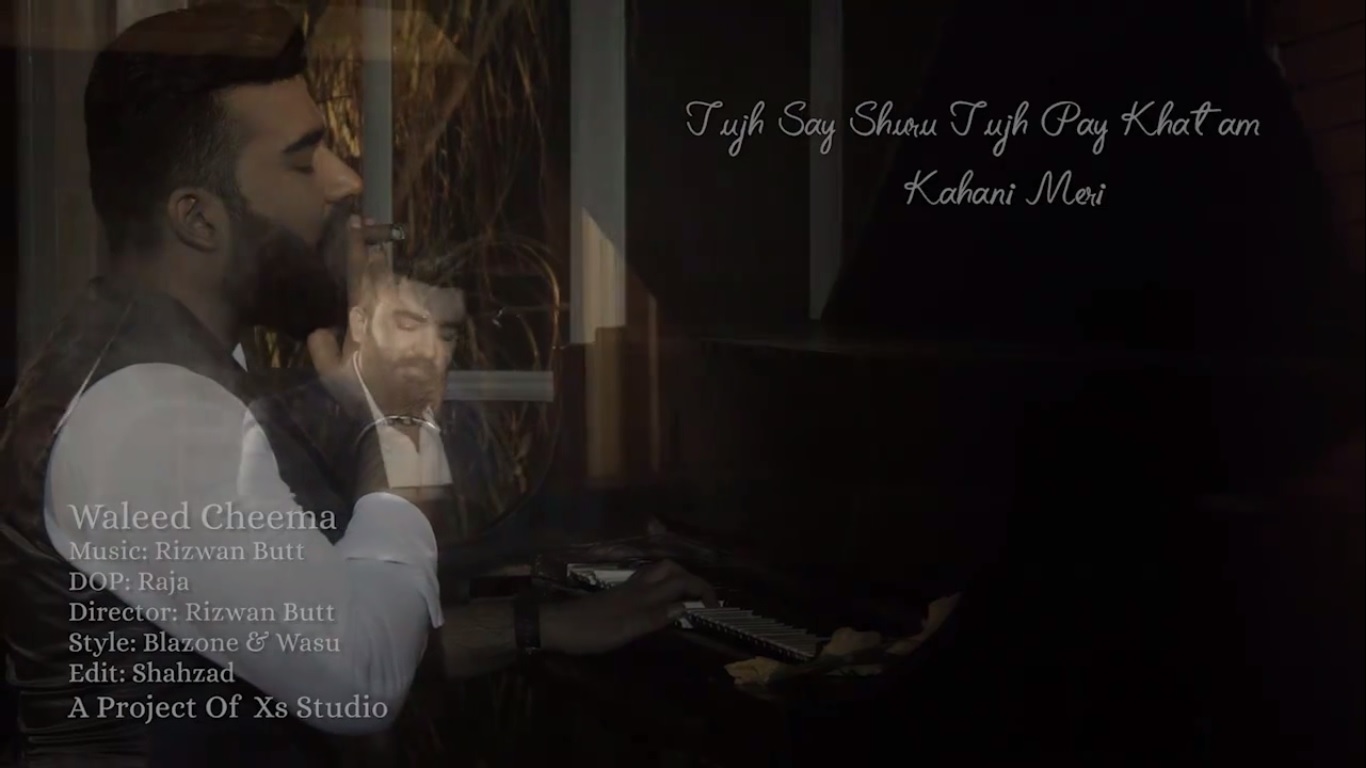 Tujh Say Shuru Tujh Pay Khatam
Kahani Meri
Waleed Cheema
Music: Rizwan Butt
DOP: Raja
Director: Rizwan Butt
Style: Blazone & Wasu
Edit: Shahzad
A Project Of Xs Studio